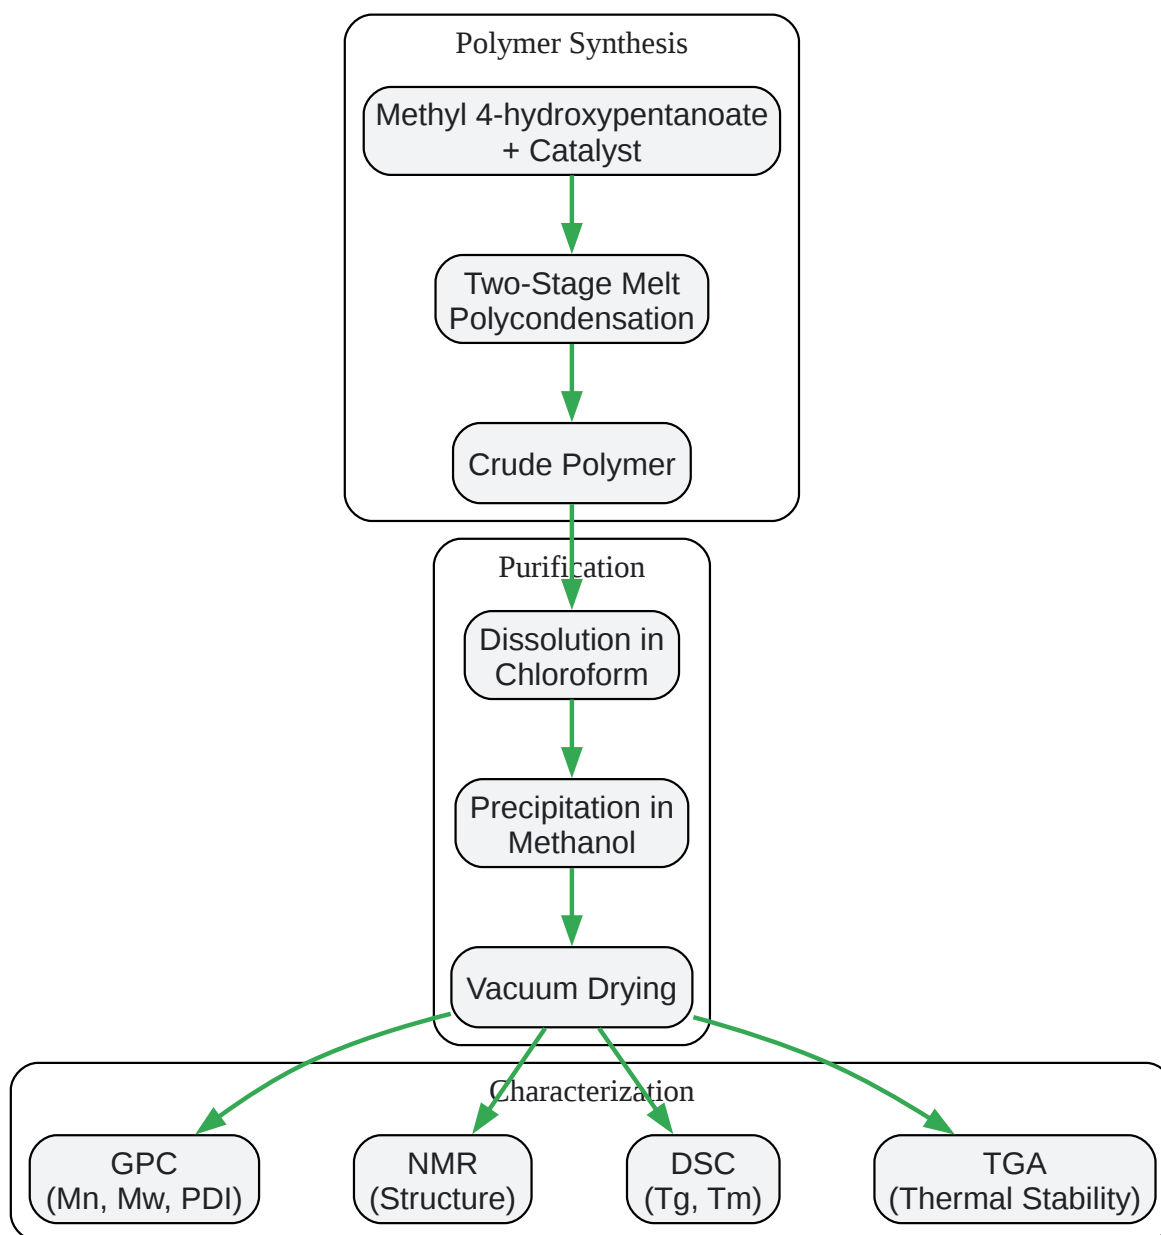 Polymer Synthesis
Methyl 4-hydroxypentanoate
+ Catalyst
Two-Stage Melt
Polycondensation
Crude Polymer
Purification
Dissolution in
Chloroform
Precipitation in
Methanol
Vacuum Drying
Characterization
GPC
(Mn, Mw, PDI)
NMR
(Structure)
DSC
(Tg, Tm)
TGA
(Thermal Stability)